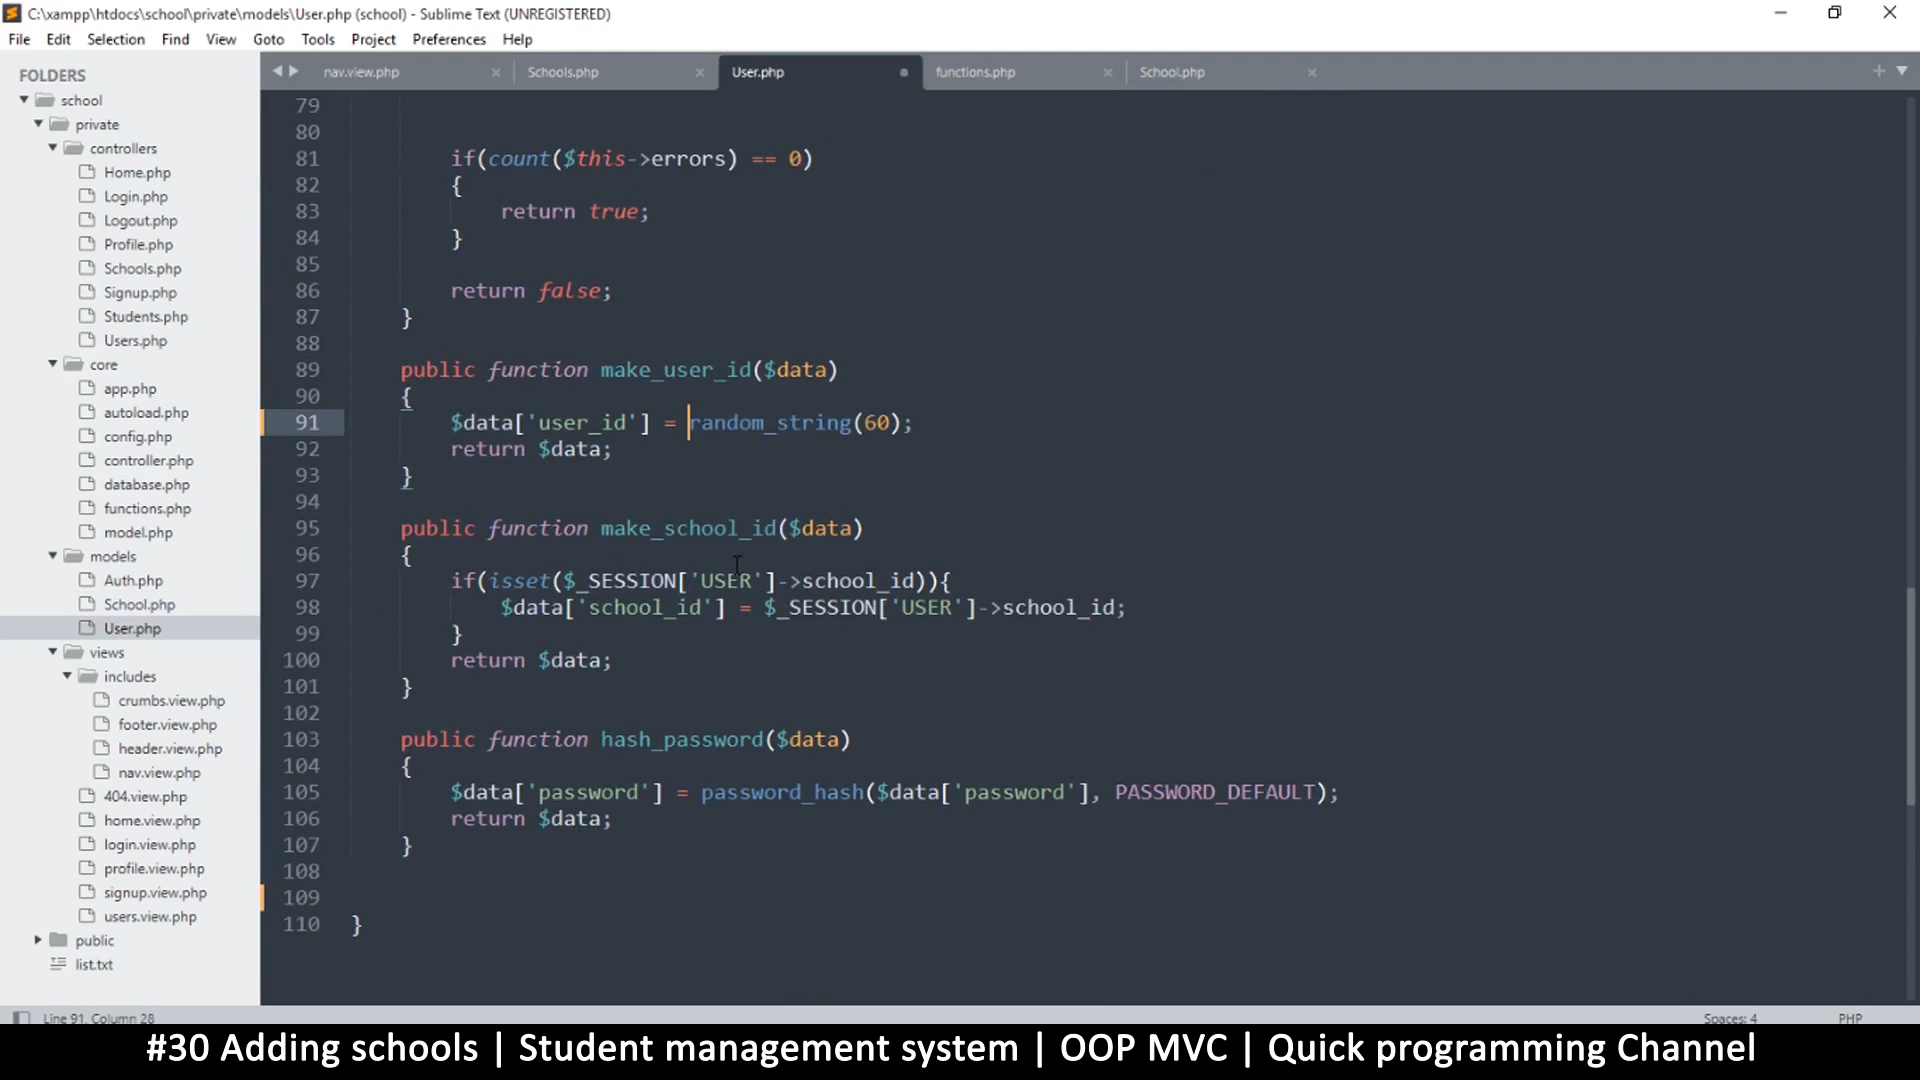 C:\xampp\htdocs\school\private\models\User.php (school) - Sublime Text (UNREGISTERED)
File Edit Selection Find View Goto Tools Project Preferences Help
FOLDERS
school
private
controllers
Home.php
Login.php
Logout.php
Profile.php
Schools.php
Signup.php
Students.php
Users.php
core
app.php
autoload.php
config.php
controller.php
database.php
functions.php
model.php
models
Auth.php
School.php
User.php
views
includes
crumbs.view.php
footer.view.php
header.view.php
nav.view.php
404.view.php
home.view.php
login.view.php
profile.view.php
signup.view.php
users.view.php
public
list.txt
nav.view.php Schools.php User.php functions.php School.php
79
80
81 if(count($this->errors) == 0)
82 {
83 return true;
84 }
85
86 return false;
87 }
88
89 public function make_user_id($data)
90 {
91 $data['user_id'] = random_string(60);
92 return $data;
93 }
94
95 public function make_school_id($data)
96 {
97 if(isset($_SESSION['USER']->school_id)){
98 $data['school_id'] = $_SESSION['USER']->school_id;
99 }
100 return $data;
101 }
102
103 public function hash_password($data)
104 {
105 $data['password'] = password_hash($data['password'], PASSWORD_DEFAULT);
106 return $data;
107 }
108
109
110 }
Line 91, Column 28 Spaces: 4 PHP
#30 Adding schools | Student management system | OOP MVC | Quick programming Channel